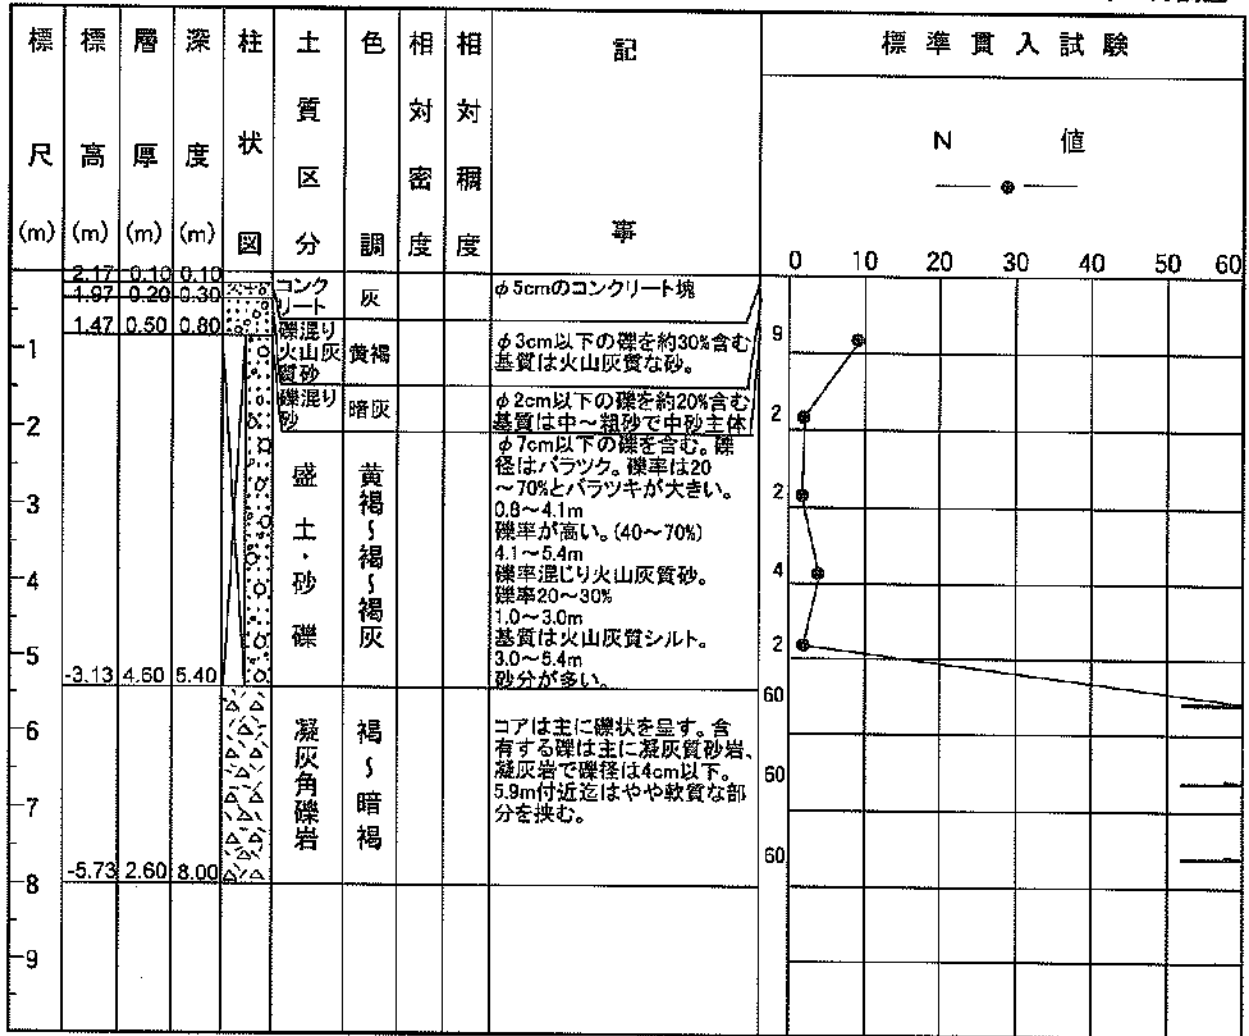 標尺(m)
標高(m)
層厚(m)
深度(m)
柱状図
土質区分
色調
相対密度
相対稠度
記事
標準貫入試験
N 値
0 10 20 30 40 50 60
2.17 0.10 0.10
1.97 0.20 0.30
1.47 0.50 0.80
-3.13 4.60 5.40
-5.73 2.60 8.00
1
2
3
4
5
6
7
8
9
コンク
リート
灰
φ5cmのコンクリート塊
礫混り
火山灰
質砂
黄褐
φ3cm以下の礫を約30%含む
基質は火山灰質な砂。
礫混り
砂
暗灰
φ2cm以下の礫を約20%含む
基質は中～粗砂で中砂主体
盛土・砂礫
黄褐～褐～褐灰
φ7cm以下の礫を含む。礫
径はバラツク。礫率は20
～70%とバラツキが大きい。
0.8～4.1m
礫率が高い。(40～70%)
4.1～5.4m
礫率混じり火山灰質砂。
礫率20～30%
1.0～3.0m
基質は火山灰質シルト。
3.0～5.4m
砂分が多い。
凝灰角礫岩
褐～暗褐
コアは主に礫状を呈す。含
有する礫は主に凝灰質砂岩、
凝灰岩で礫径は4cm以下。
5.9m付近迄はやや軟質な部
分を挟む。
9
2
2
4
2
60
60
60